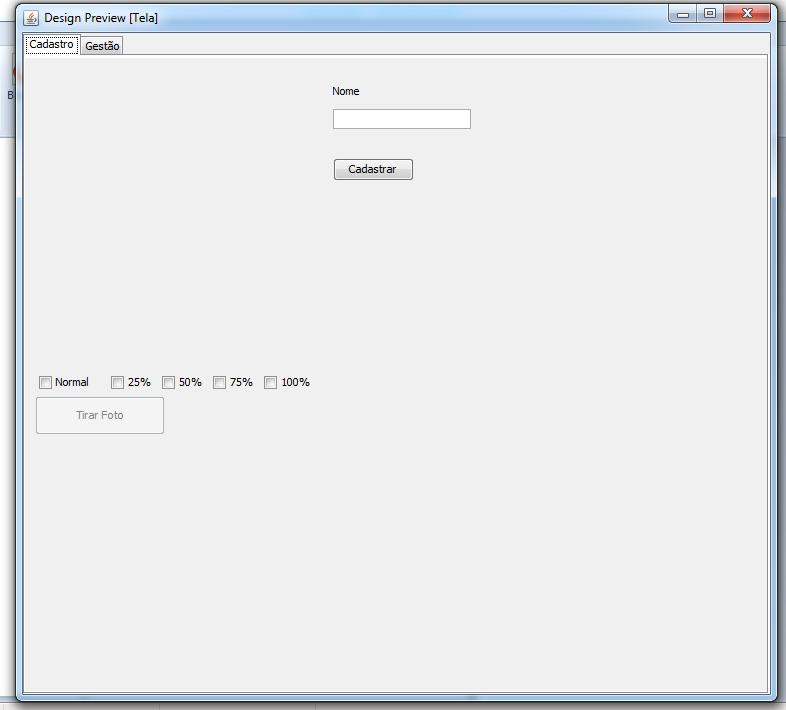 Design Preview [Tela]
Cadastro Gestão
B
Nome
Cadastrar
Normal 25% 50% 75% 100%
Tirar Foto